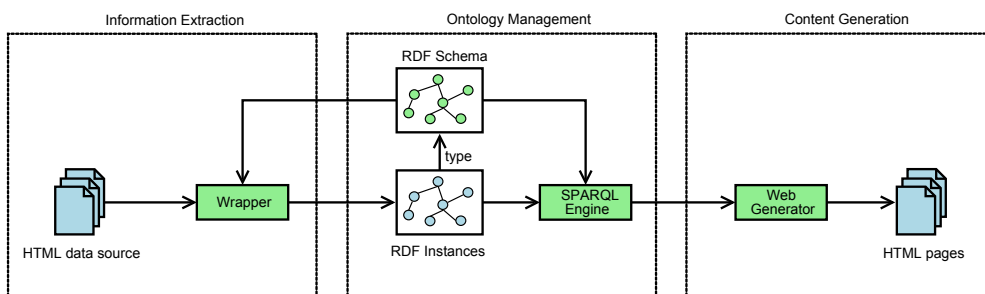 Information Extraction
Ontology Management
Content Generation
RDF Schema
type
HTML data source
Wrapper
RDF Instances
SPARQL
Engine
Web
Generator
HTML pages